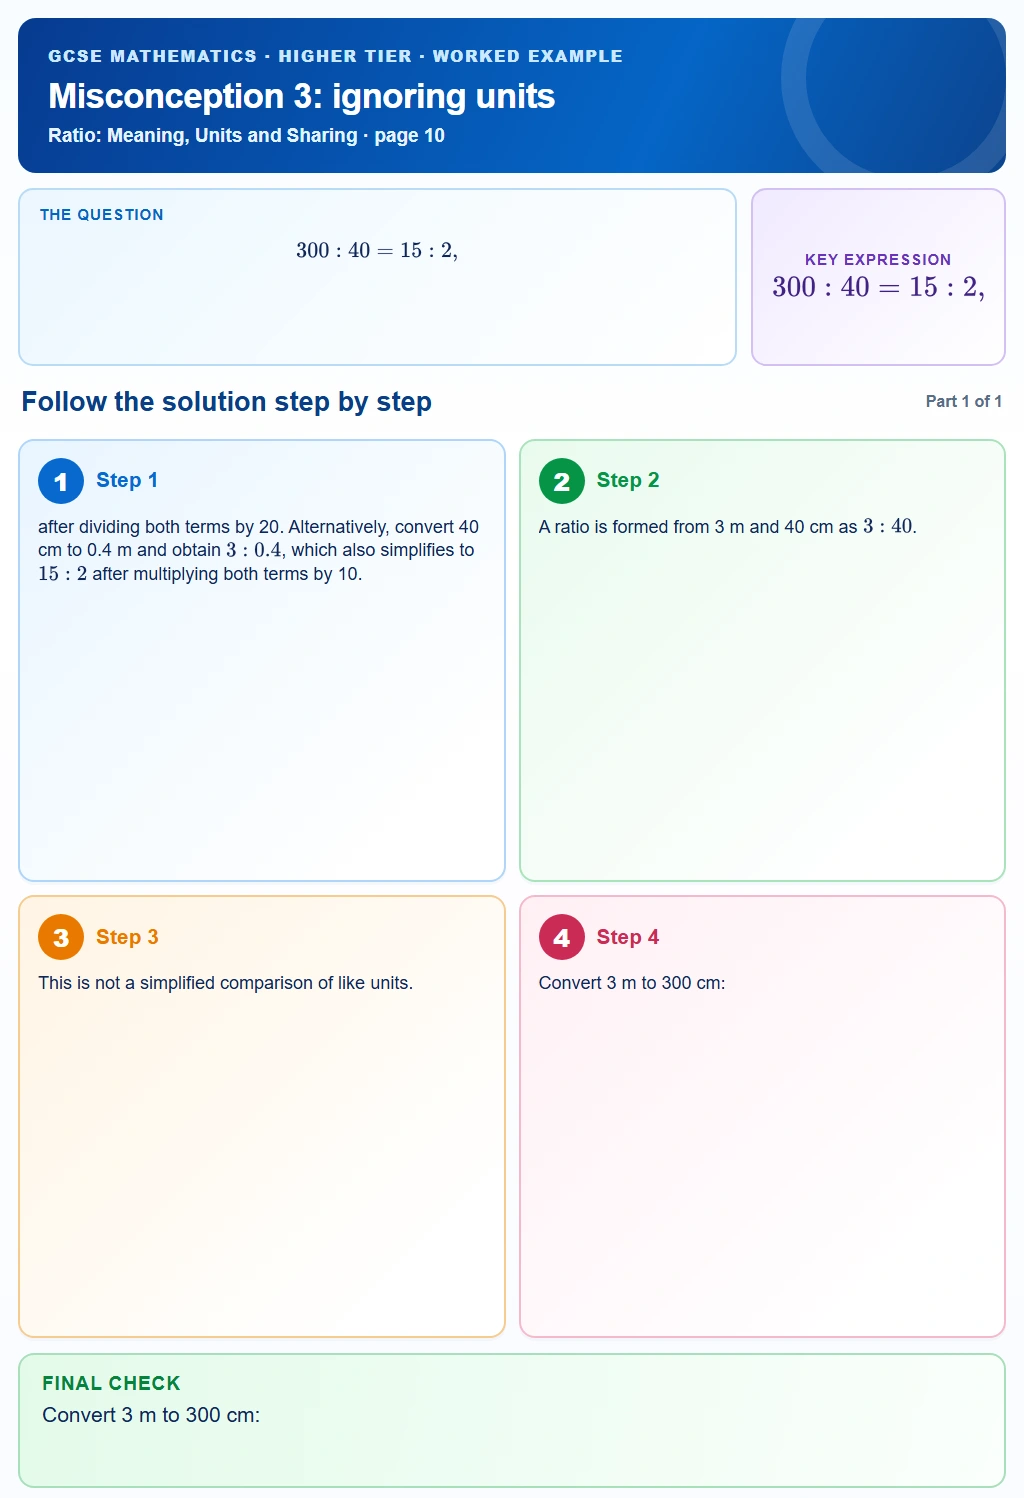 GCSE MATHEMATICS · HIGHER TIER · WORKED EXAMPLE
Misconception 3: ignoring units
Ratio: Meaning, Units and Sharing · page 10
THE QUESTION
300 : 40 = 15 : 2,
KEY EXPRESSION
300 : 40 = 15 : 2,
Follow the solution step by step
Part 1 of 1
1 Step 1
after dividing both terms by 20. Alternatively, convert 40
cm to 0.4 m and obtain 3 : 0.4, which also simplifies to
15 : 2 after multiplying both terms by 10.
2 Step 2
A ratio is formed from 3 m and 40 cm as 3 : 40.
3 Step 3
This is not a simplified comparison of like units.
4 Step 4
Convert 3 m to 300 cm:
FINAL CHECK
Convert 3 m to 300 cm: